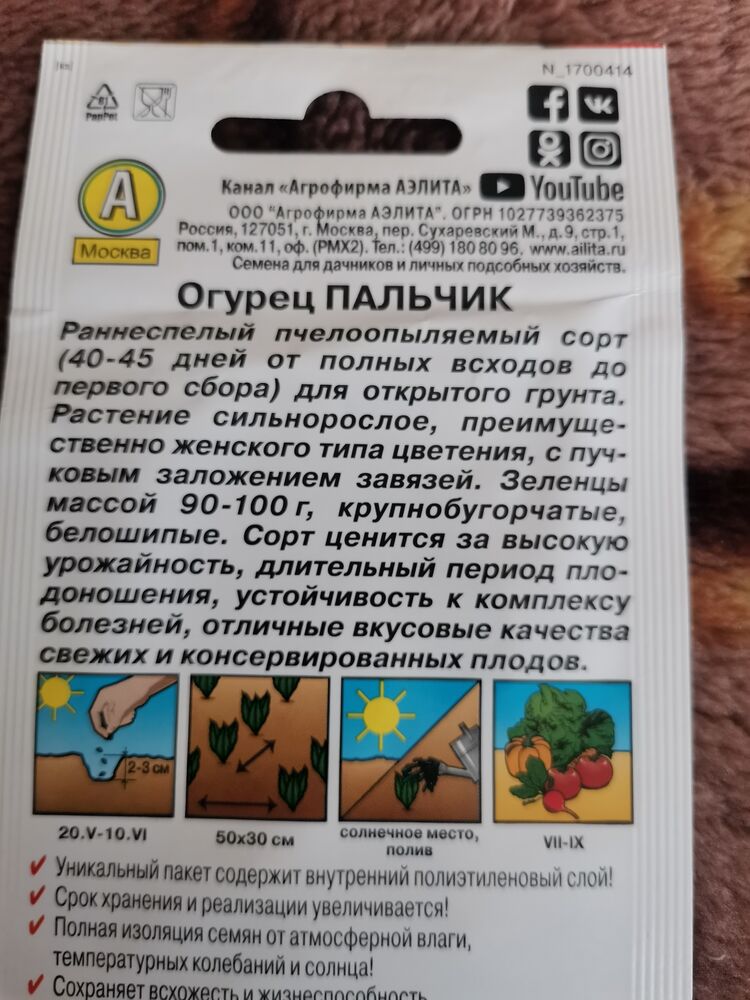 N_1700414
PapPet
А
Москва
Канал «Агрофирма АЭЛИТА» YouTube
ООО "Агрофирма АЭЛИТА". ОГРН 1027739362375
Россия, 127051, г. Москва, пер. Сухаревский М., д. 9, стр.1,
пом.1, ком.11, оф. (РМХ2). Тел.: (499) 180 80 96. www.ailita.ru
Семена для дачников и личных подсобных хозяйств.
Огурец ПАЛЬЧИК
Раннеспелый пчелоопыляемый сорт
(40-45 дней от полных всходов до
первого сбора) для открытого грунта.
Растение сильнорослое, преимуще-
ственно женского типа цветения, с пуч-
ковым заложением завязей. Зеленцы
массой 90-100 г, крупнобугорчатые,
белошипые. Сорт ценится за высокую
урожайность, длительный период пло-
доношения, устойчивость к комплексу
болезней, отличные вкусовые качества
свежих и консервированных плодов.
2-3 см
20.V-10.VI
50х30 см
солнечное место,
полив
VII-IX
Уникальный пакет содержит внутренний полиэтиленовый слой!
Срок хранения и реализации увеличивается!
Полная изоляция семян от атмосферной влаги,
температурных колебаний и солнца!
Сохраняет всхожесть и жизнеспособность